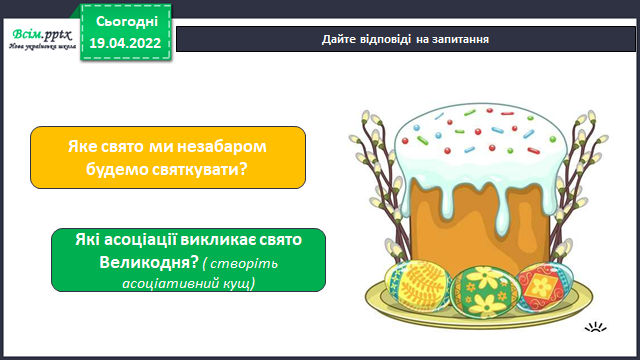 Всім.pptx
Нова українська школа
Сьогодні
19.04.2022
Дайте відповіді на запитання
Яке свято ми незабаром
будемо святкувати?
Які асоціації викликає свято
Великодня? ( створіть
асоціативний кущ)